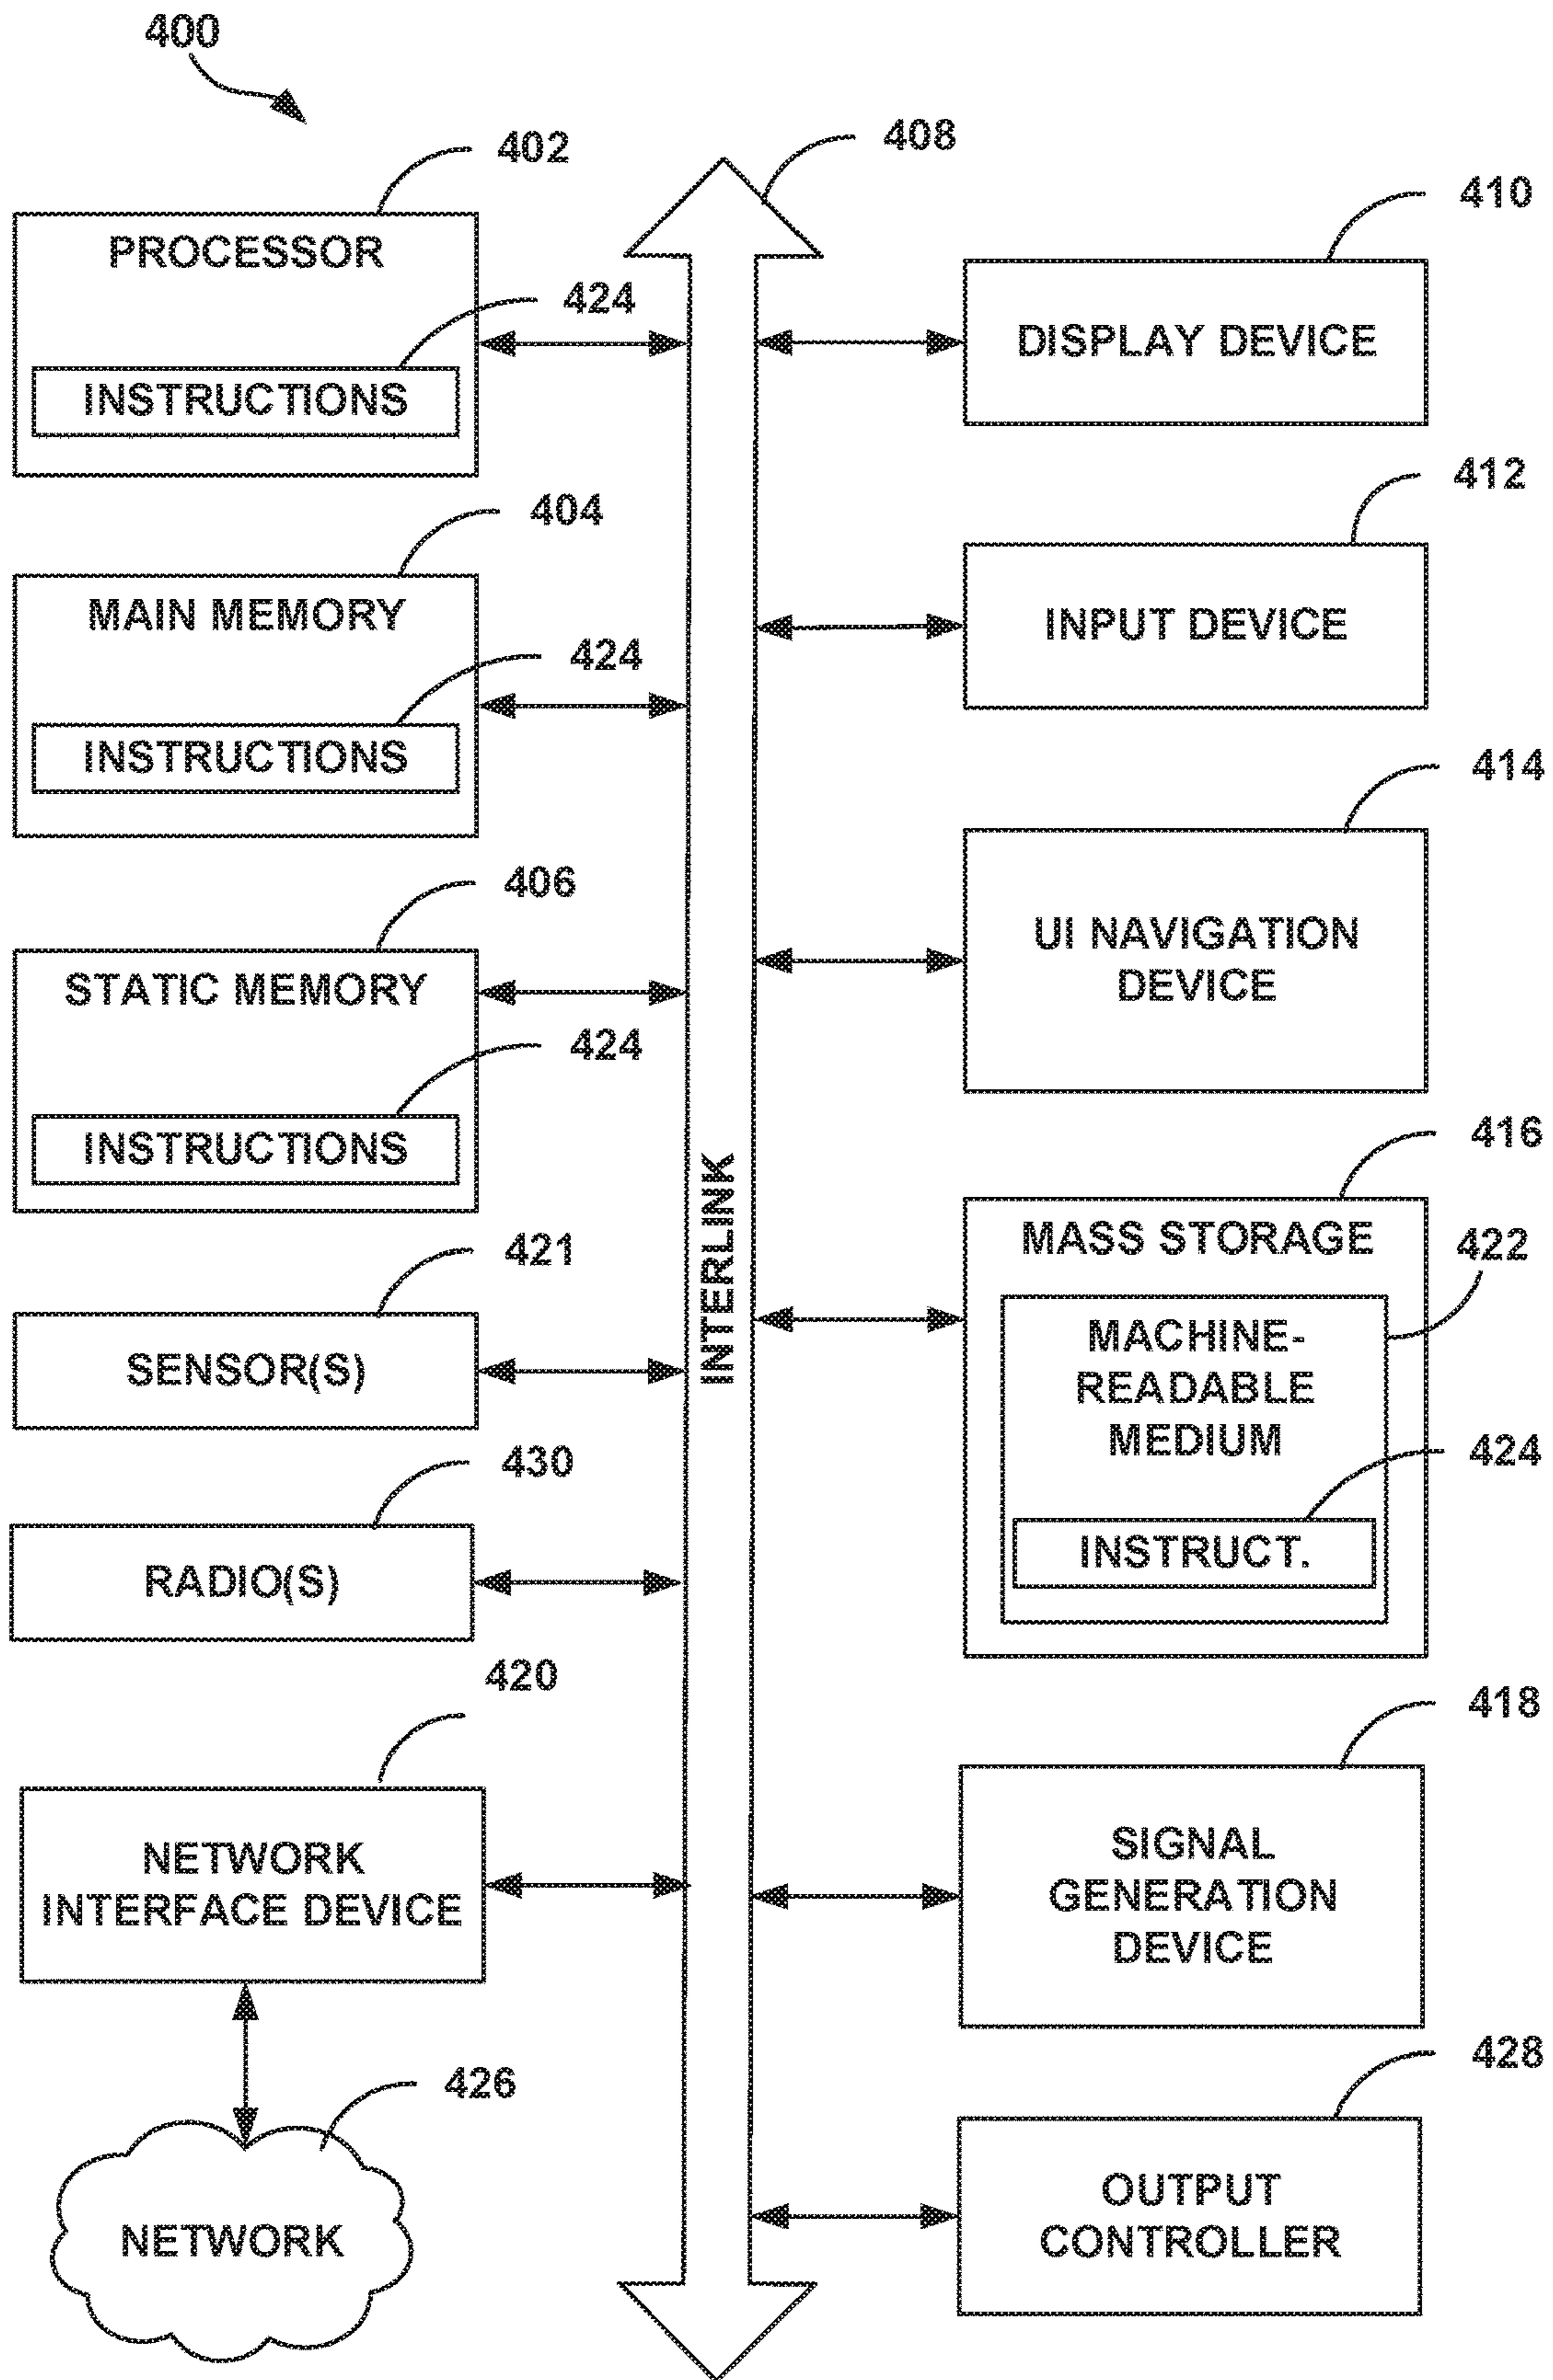 400
402
PROCESSOR
424
INSTRUCTIONS
404
MAIN MEMORY
424
INSTRUCTIONS
406
STATIC MEMORY
424
INSTRUCTIONS
421
SENSOR(S)
430
RADIO(S)
420
NETWORK
INTERFACE DEVICE
426
NETWORK
408
INTERLINK
410
DISPLAY DEVICE
412
INPUT DEVICE
414
UI NAVIGATION
DEVICE
416
MASS STORAGE
422
MACHINE-
READABLE
MEDIUM
424
INSTRUCT.
418
SIGNAL
GENERATION
DEVICE
428
OUTPUT
CONTROLLER